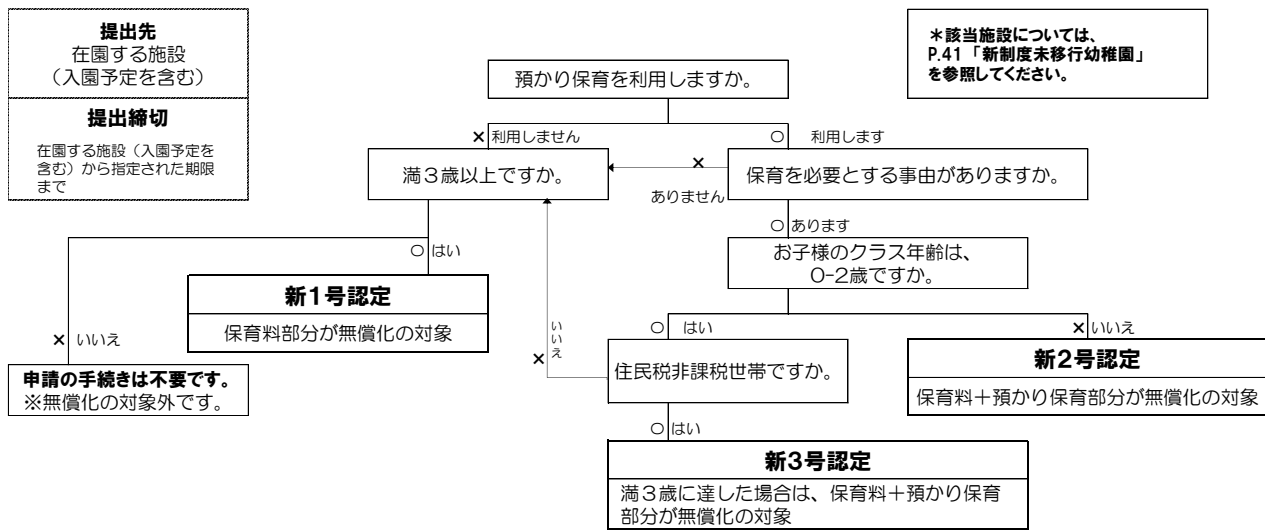 提出先
在園する施設
（入園予定を含む）
提出締切
在園する施設（入園予定を
含む）から指定された期限
まで
＊該当施設については、
P.41「新制度未移行幼稚園」
を参照してください。
預かり保育を利用しますか。
×利用しません
○ 利用します
満３歳以上ですか。
×
ありません
保育を必要とする事由がありますか。
○あります
お子様のクラス年齢は、
0-2歳ですか。
○はい
新1号認定
保育料部分が無償化の対象
× いいえ
申請の手続きは不要です。
※無償化の対象外です。
いいえ
×
○ はい
×いいえ
住民税非課税世帯ですか。
新2号認定
保育料＋預かり保育部分が無償化の対象
○はい
新3号認定
満３歳に達した場合は、保育料＋預かり保育
部分が無償化の対象